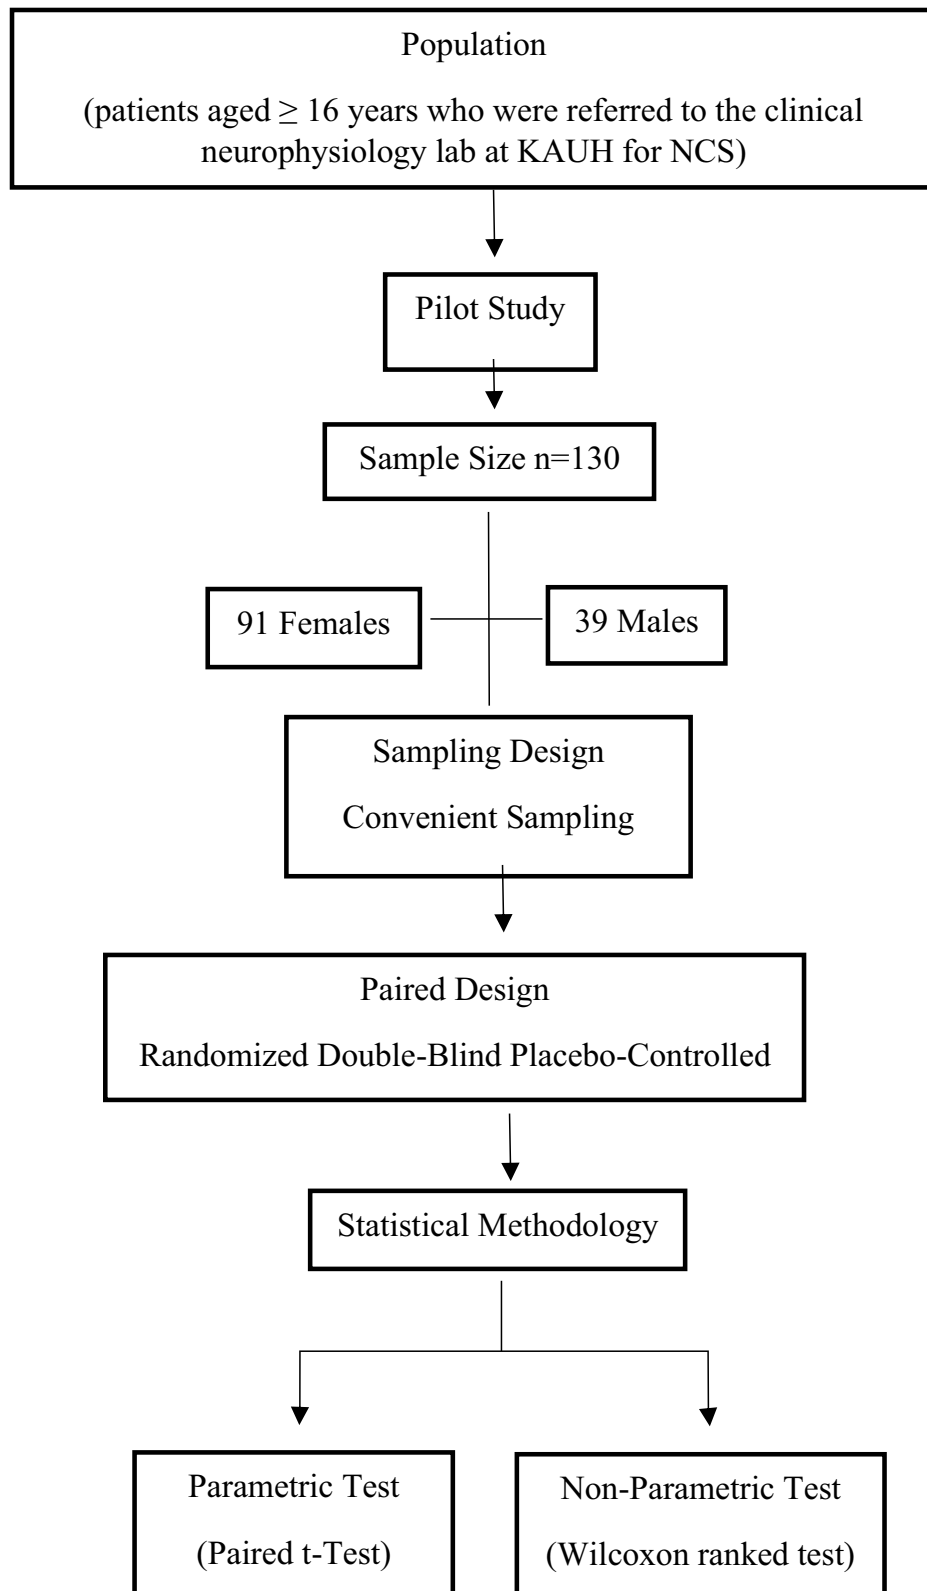 Population
(patients aged ≥ 16 years who were referred to the clinical
neurophysiology lab at KAUH for NCS)
Pilot Study
Sample Size n=130
91 Females
39 Males
Sampling Design
Convenient Sampling
Paired Design
Randomized Double-Blind Placebo-Controlled
Statistical Methodology
Parametric Test
(Paired t-Test)
Non-Parametric Test
(Wilcoxon ranked test)